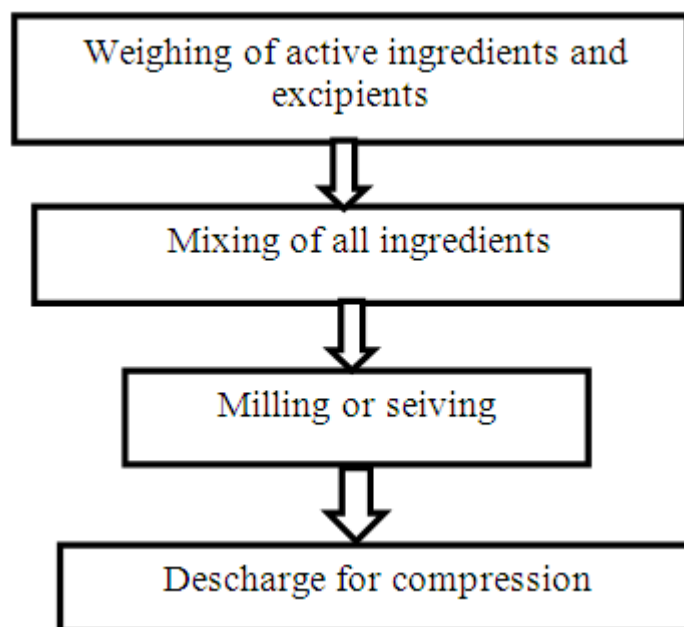 Weighing of active ingredients and
excipients
Mixing of all ingredients
Milling or seiving
Descharge for compression